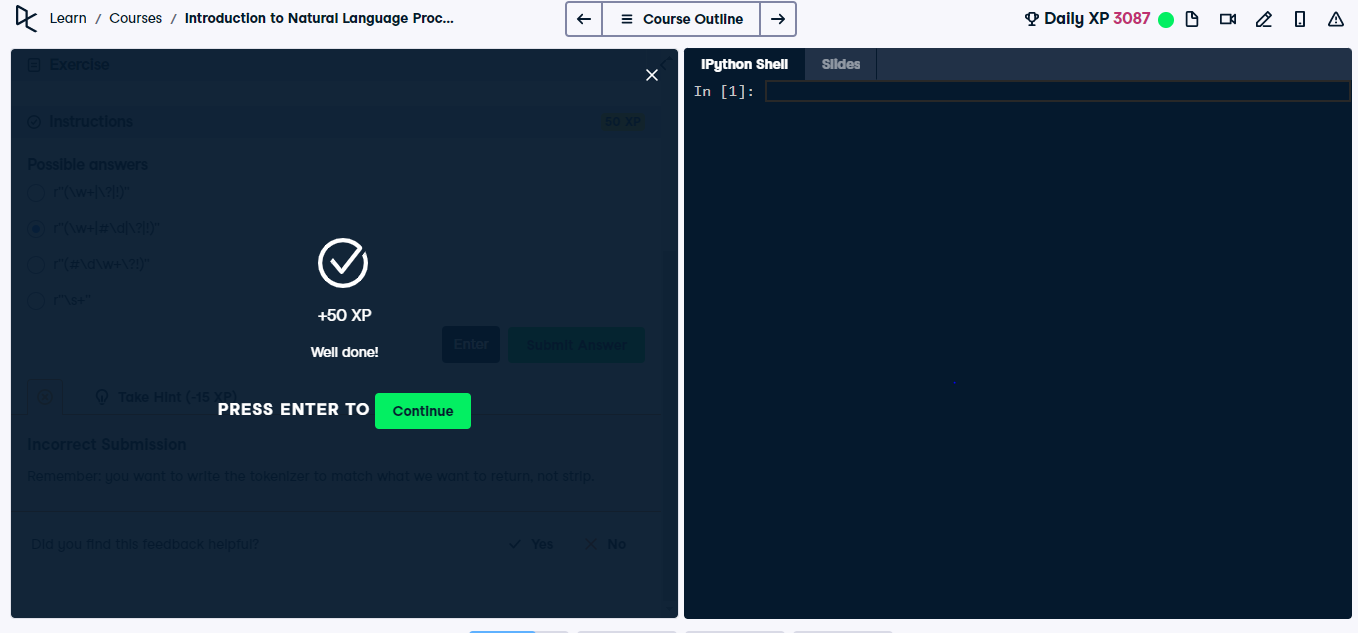 Learn / Courses / Introduction to Natural Language Proc...
Course Outline
Daily XP 3087
Exercise
Instructions
50 XP
Possible answers
r"(\w+|\?|!)"
r"(\w+|#\d|\?|!)"
r"(#\d\w+\?!)"
r"\s+"
+50 XP
Well done!
Enter
Submit Answer
Take Hint (-15 XP)
PRESS ENTER TO Continue
Incorrect Submission
Remember: you want to write the tokenizer to match what we want to return, not strip.
Did you find this feedback helpful?
Yes
No
IPython Shell
Slides
In [1]: